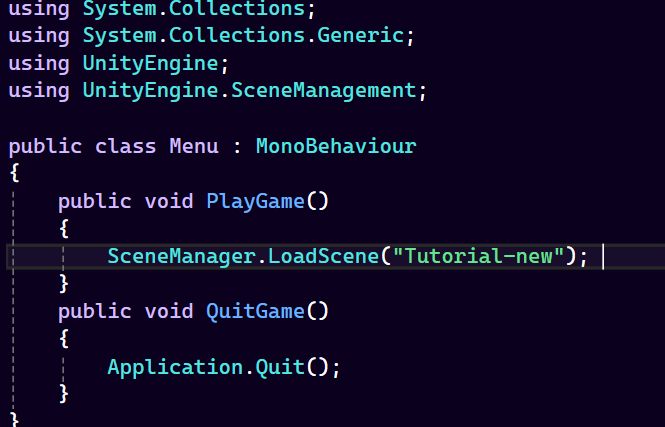 using System.Collections;
using System.Collections.Generic;
using UnityEngine;
using UnityEngine.SceneManagement;

public class Menu : MonoBehaviour
{
    public void PlayGame()
    {
        SceneManager.LoadScene("Tutorial-new");
    }
    public void QuitGame()
    {
        Application.Quit();
    }
}